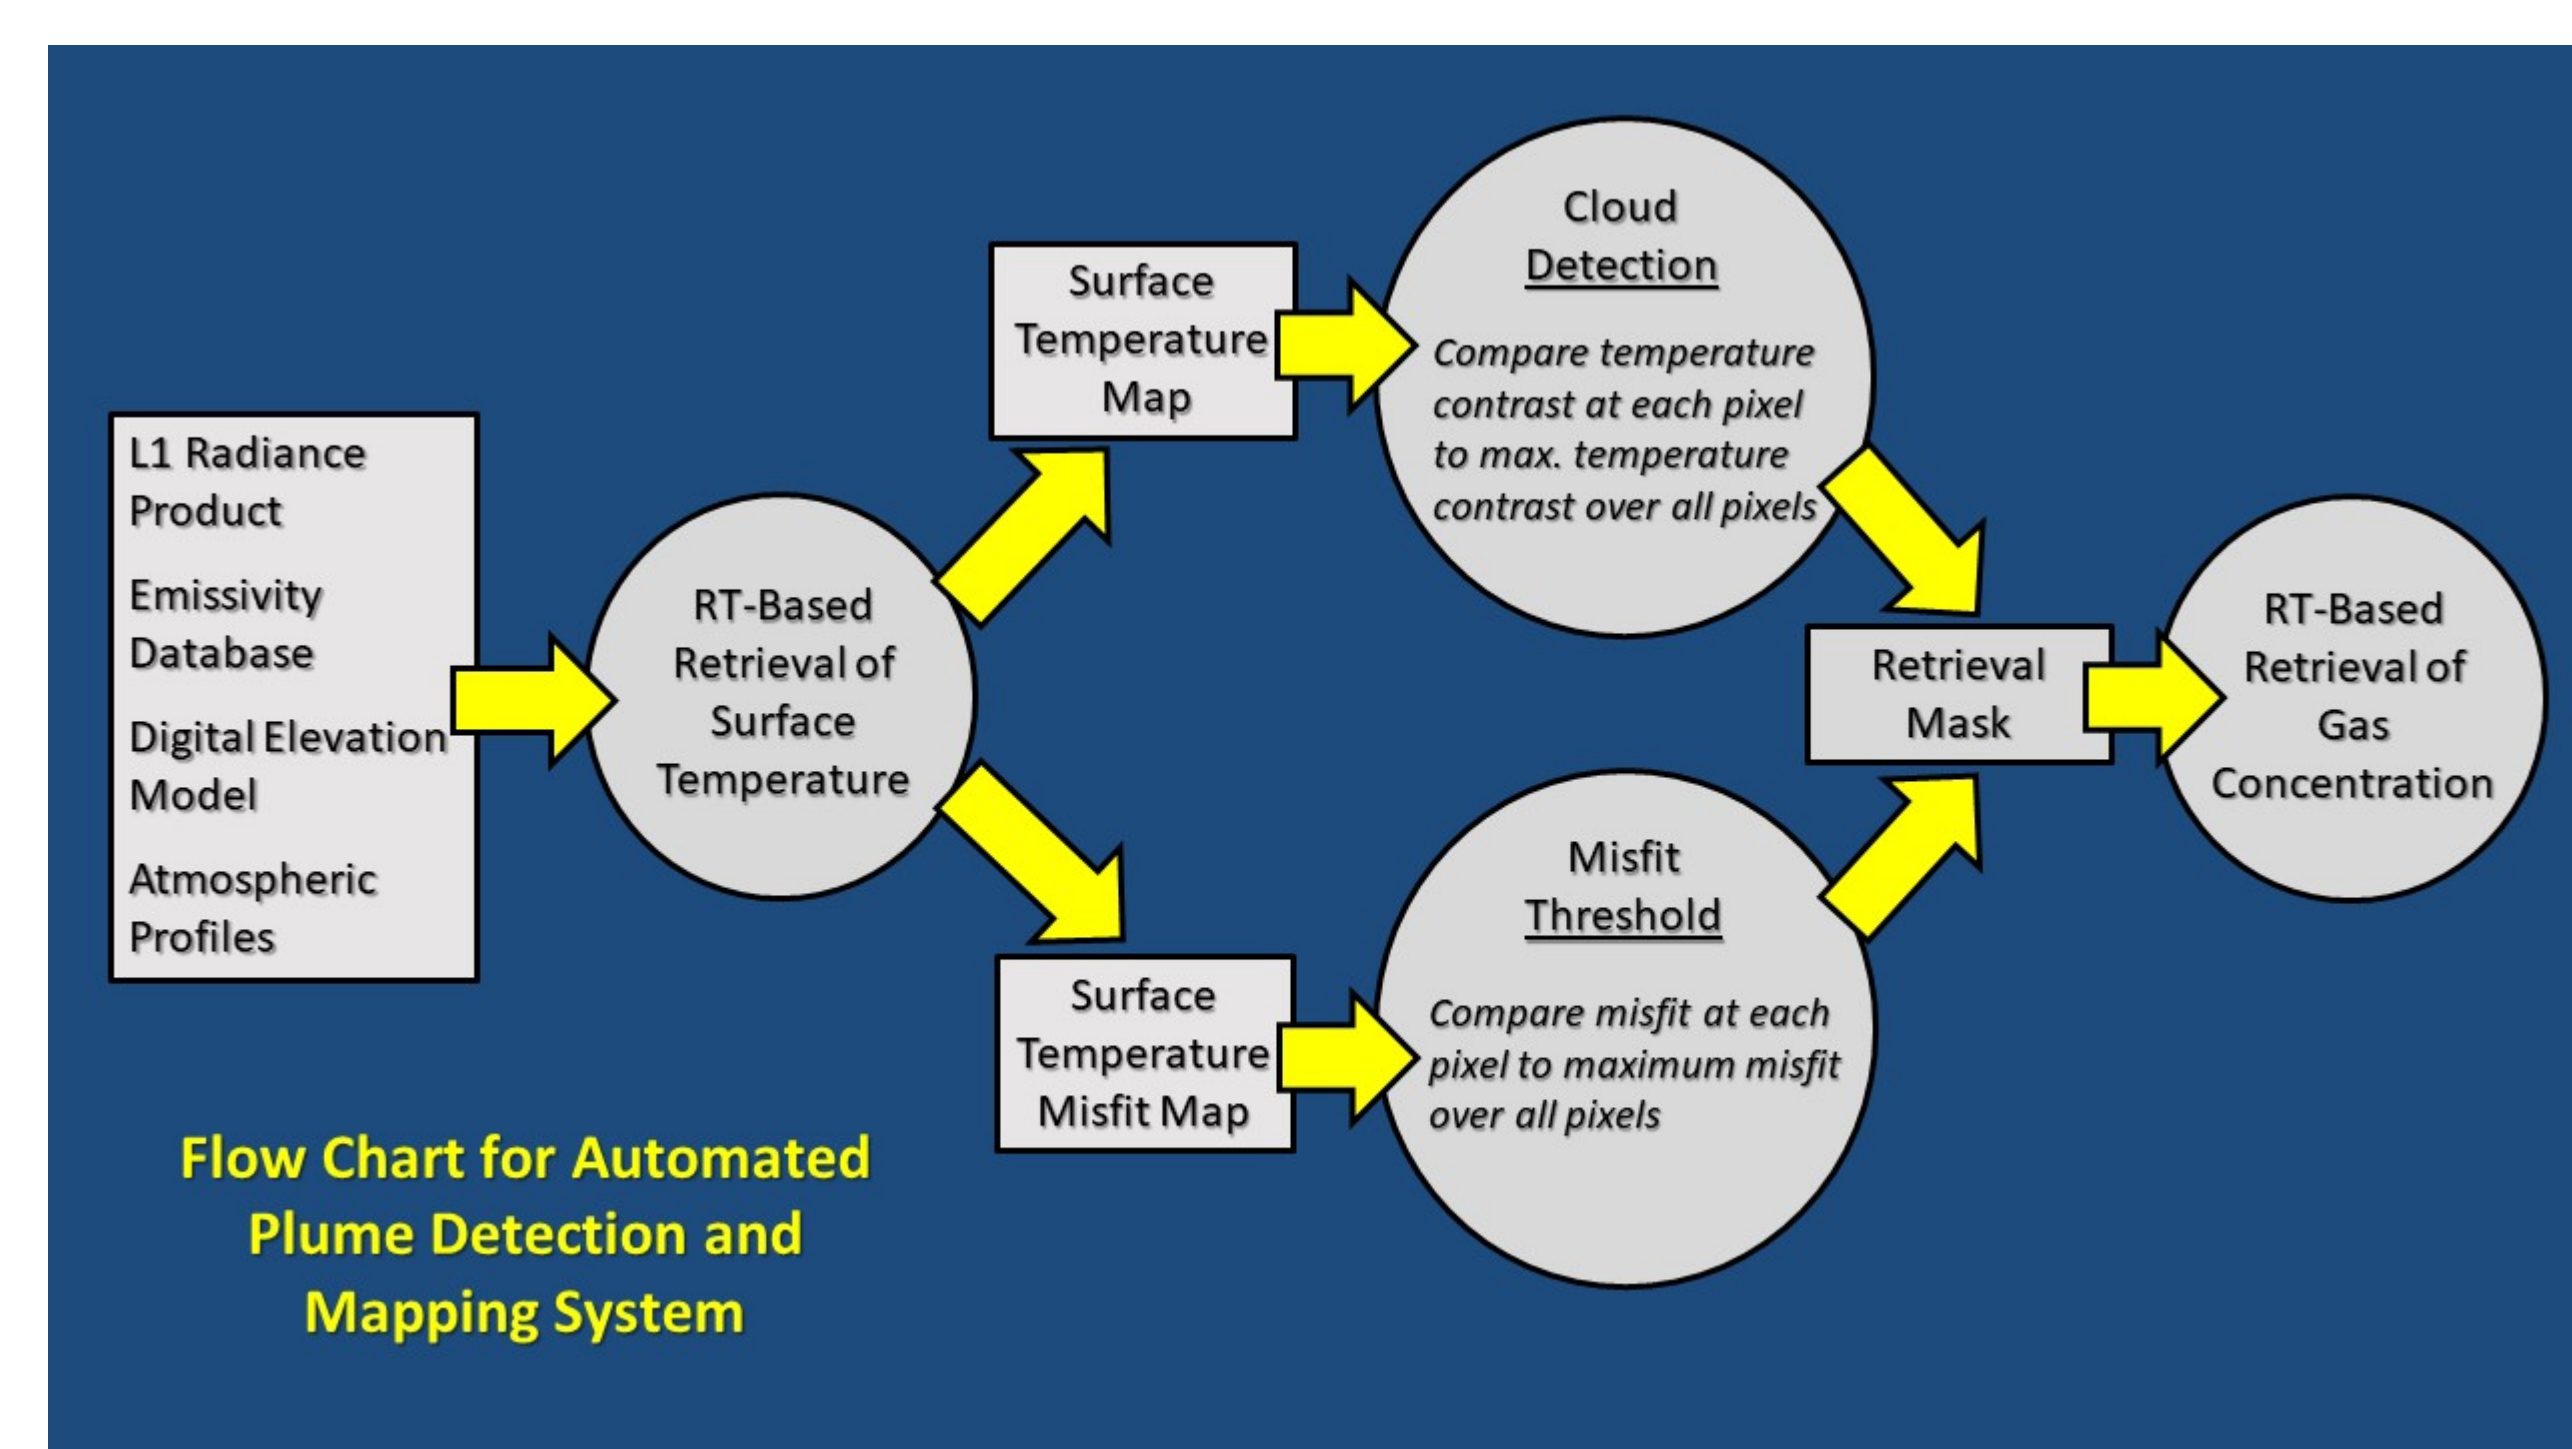 L1 Radiance
Product
Emissivity
Database
Digital Elevation
Model
Atmospheric
Profiles
RT-Based
Retrieval of
Surface
Temperature
Surface
Temperature
Map
Cloud
Detection
Compare temperature
contrast at each pixel
to max. temperature
contrast over all pixels
Surface
Temperature
Misfit Map
Misfit
Threshold
Compare misfit at each
pixel to maximum misfit
over all pixels
Retrieval
Mask
RT-Based
Retrieval of
Gas
Concentration
Flow Chart for Automated
Plume Detection and
Mapping System